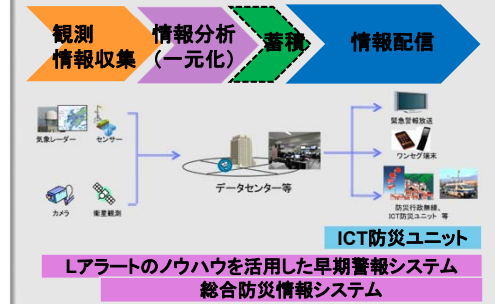 観測
情報収集
情報分析
（一元化）
蓄積
情報配信
気象レーダー
センサー
カメラ
衛星観測
データセンター等
緊急警報放送
ワンセグ端末
防災行政無線、
ICT防災ユニット 等
ICT防災ユニット
Lアラートのノウハウを活用した早期警報システム
総合防災情報システム